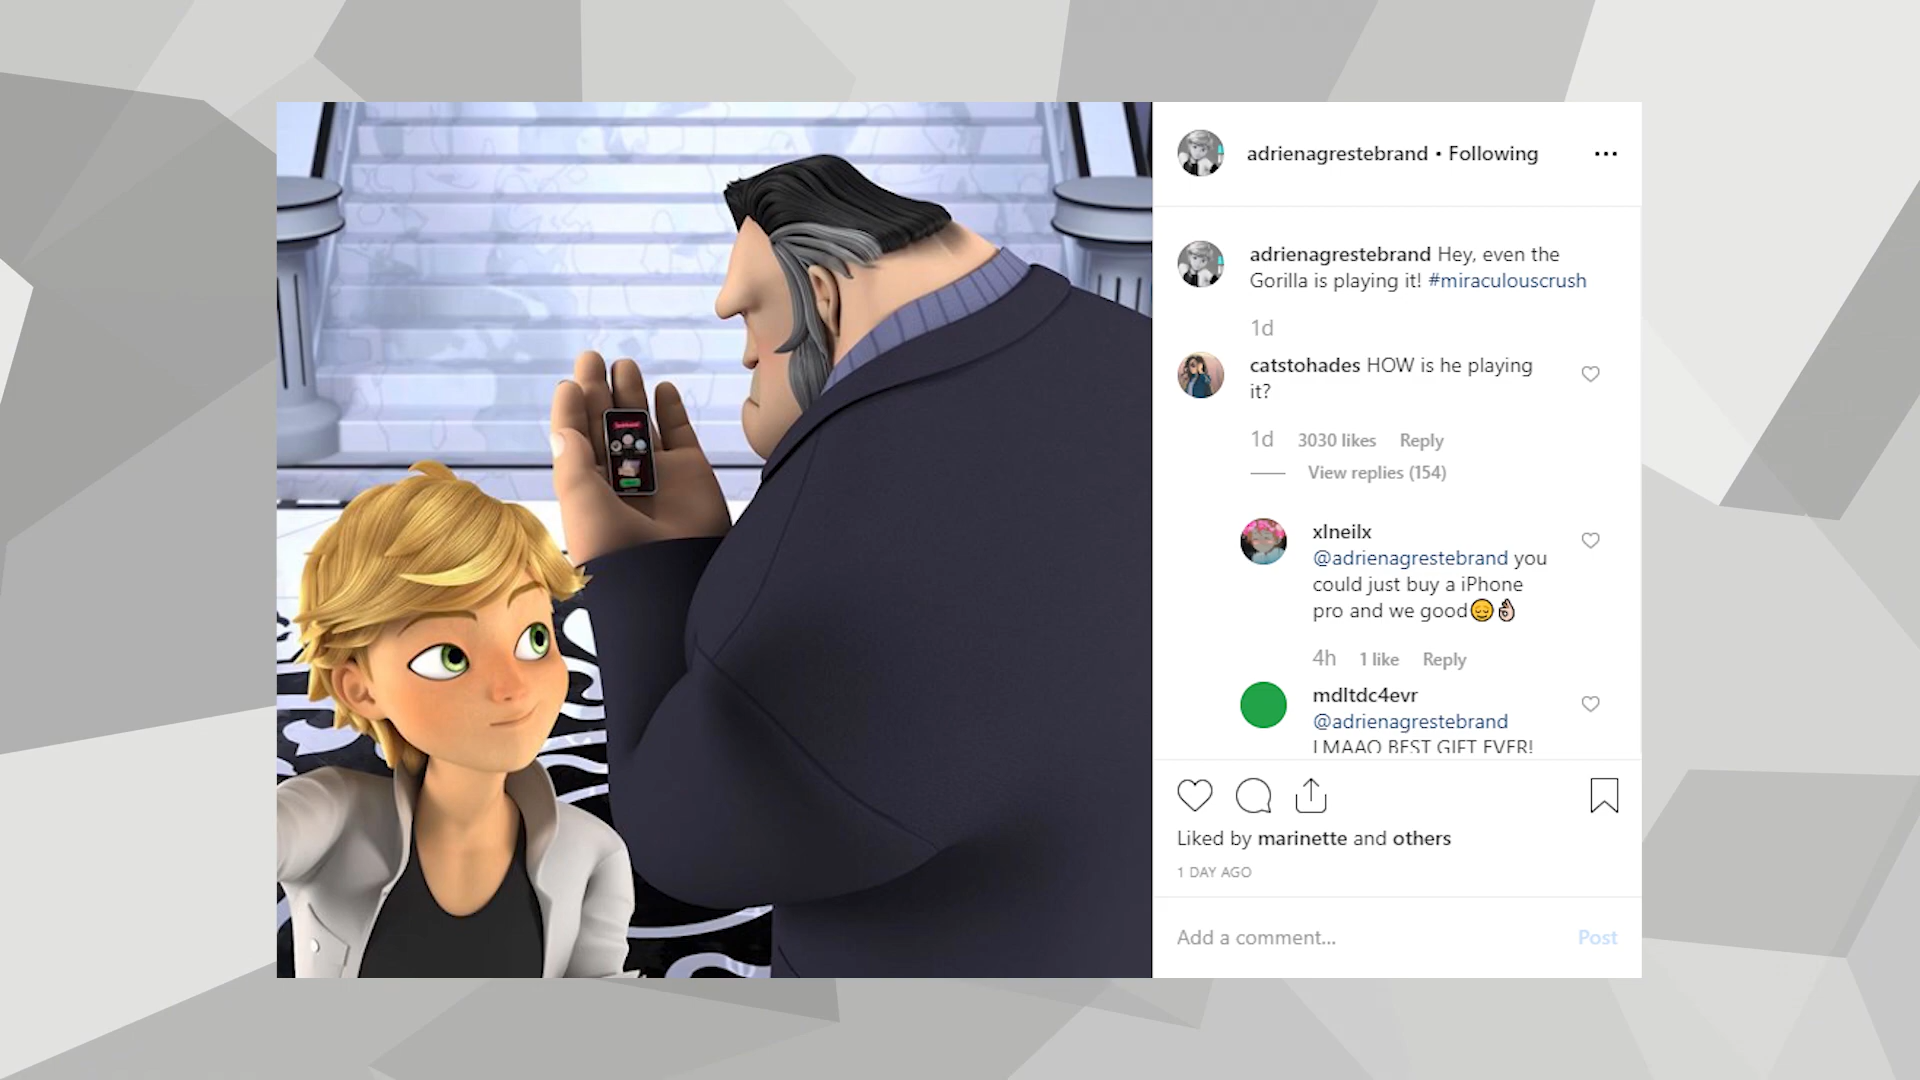 adrienagrestebrand • Following
adrienagrestebrand Hey, even the
Gorilla is playing it! #miraculouscrush
1d
catstohades HOW is he playing
it?
1d 3030 likes Reply
View replies (154)
xlneilx
@adrienagrestebrand you
could just buy a iPhone
pro and we good😌👌🏻
4h 1 like Reply
mdltdc4evr
@adrienagrestebrand
LMAAO BEST GIFT EVER!
Liked by marinette and others
1 DAY AGO
Add a comment... Post